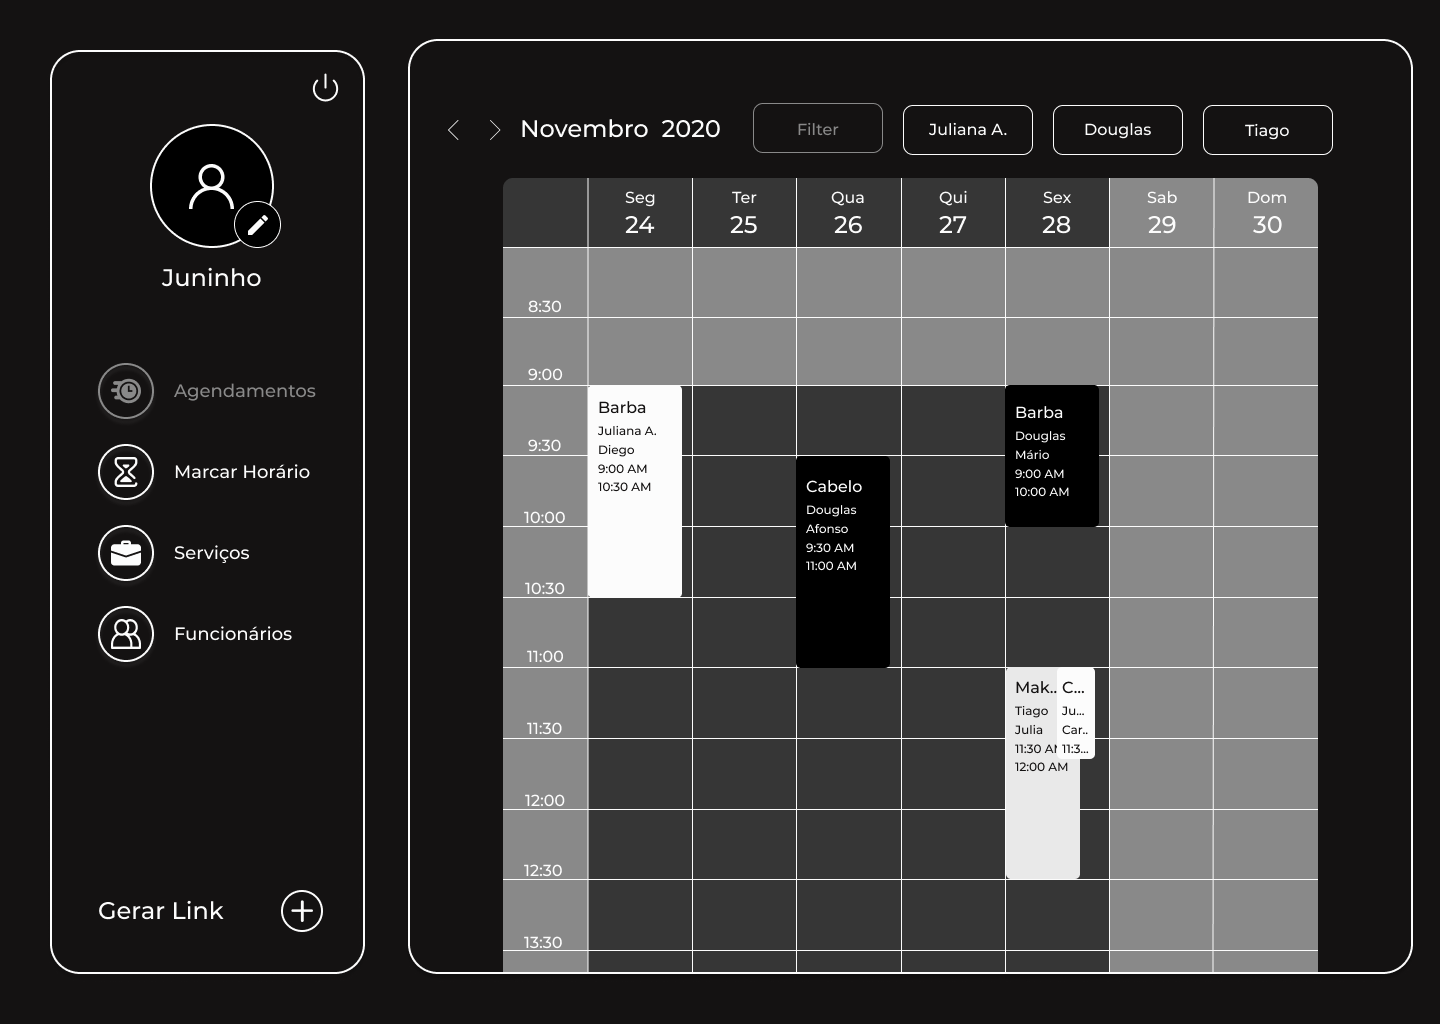 Juninho
Agendamentos
Marcar Horário
Serviços
Funcionários
Gerar Link
Novembro 2020
Filter
Juliana A.
Douglas
Tiago
Seg
24
Ter
25
Qua
26
Qui
27
Sex
28
Sab
29
Dom
30
8:30
9:00
9:30
10:00
10:30
11:00
11:30
12:00
12:30
13:30
Barba
Juliana A.
Diego
9:00 AM
10:30 AM
Cabelo
Douglas
Afonso
9:30 AM
11:00 AM
Barba
Douglas
Mário
9:00 AM
10:00 AM
Mak..
Tiago
Julia
11:30 AM
12:00 AM
C...
Ju...
Car..
11:3...